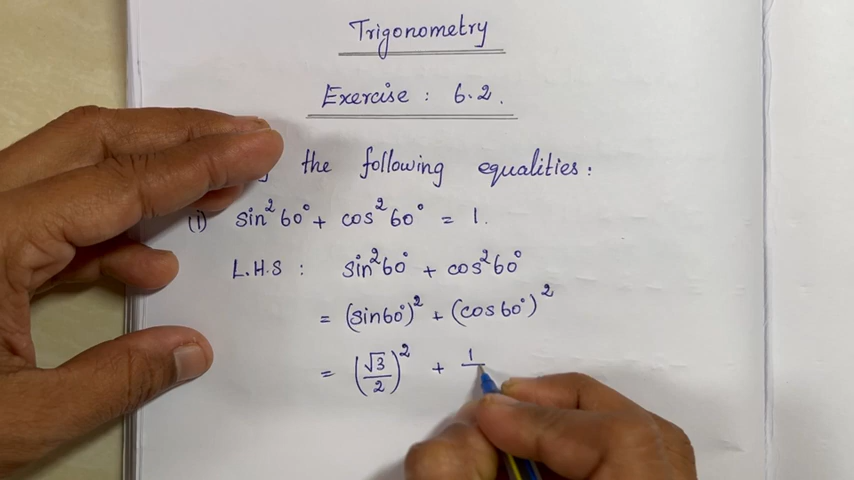 Trigonometry
Exercise : 6.2.
the following equalities :
(i) sin²60° + cos²60° = 1.
L.H.S : sin²60° + cos²60°
= (sin60°)² + (cos60°)²
= (√3/2)² + 1